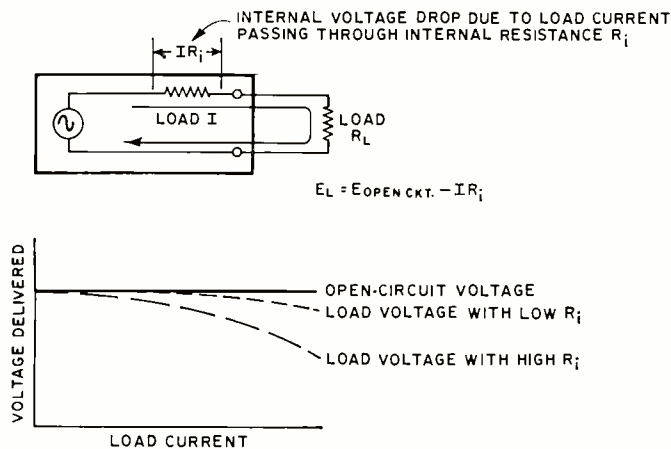 INTERNAL VOLTAGE DROP DUE TO LOAD CURRENT
PASSING THROUGH INTERNAL RESISTANCE Ri
IRi
LOAD I
LOAD
RL
EL = EOPEN CKT. - IRi
VOLTAGE DELIVERED
OPEN-CIRCUIT VOLTAGE
LOAD VOLTAGE WITH LOW Ri
LOAD VOLTAGE WITH HIGH Ri
LOAD CURRENT